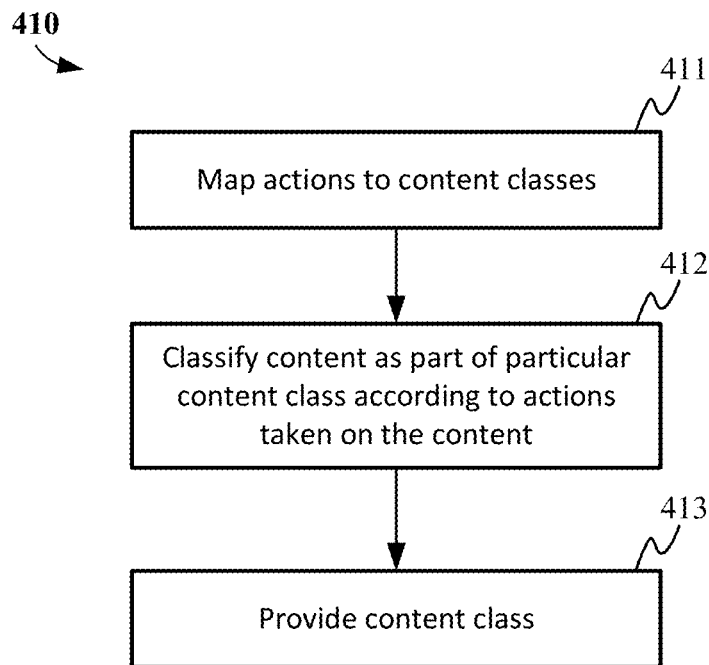 410
411
Map actions to content classes
412
Classify content as part of particular
content class according to actions
taken on the content
413
Provide content class